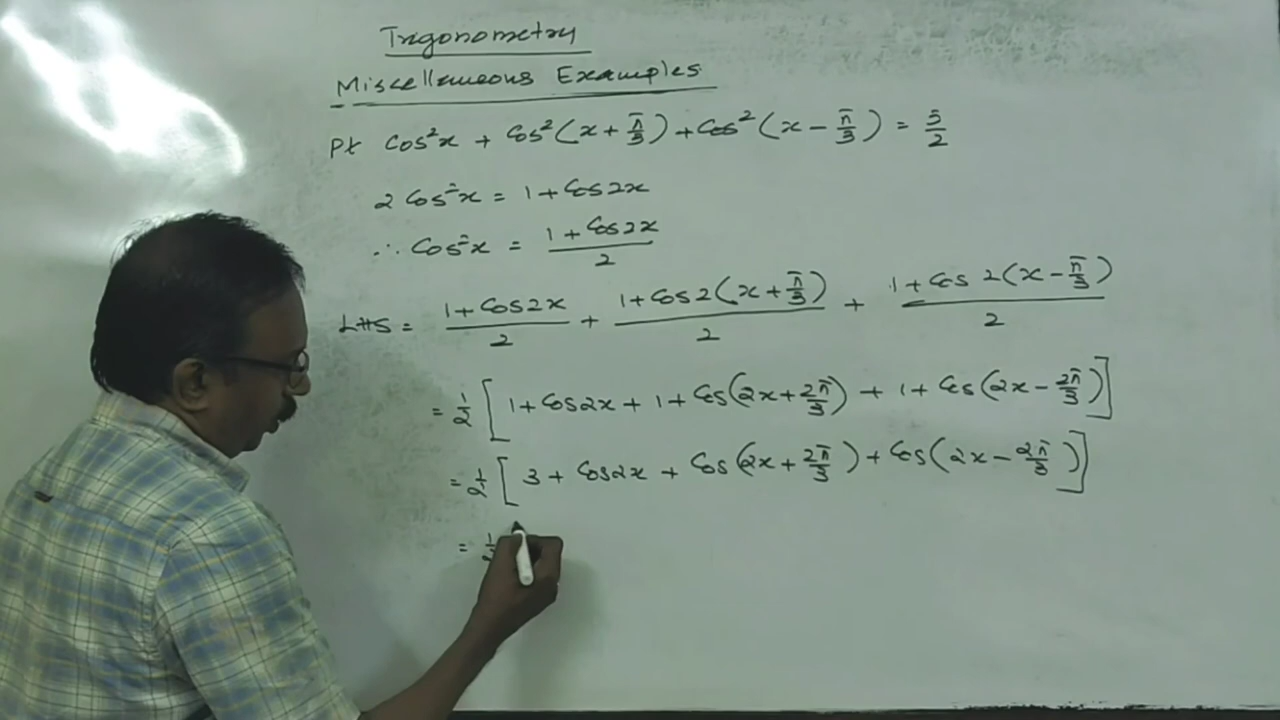 Trigonometry
Miscellaneous Examples
Pt Cos²x + Cos²(x + π/3) + Cos²(x - π/3) = 5/2
2 Cos²x = 1 + Cos 2x
∴ Cos²x = (1 + Cos 2x)/2
LHS = (1 + Cos 2x)/2 + (1 + Cos 2(x + π/3))/2 + (1 + Cos 2(x - π/3))/2
= 1/2 [1 + Cos 2x + 1 + Cos(2x + 2π/3) + 1 + Cos(2x - 2π/3)]
= 1/2 [3 + Cos 2x + Cos(2x + 2π/3) + Cos(2x - 2π/3)]
= 1/2